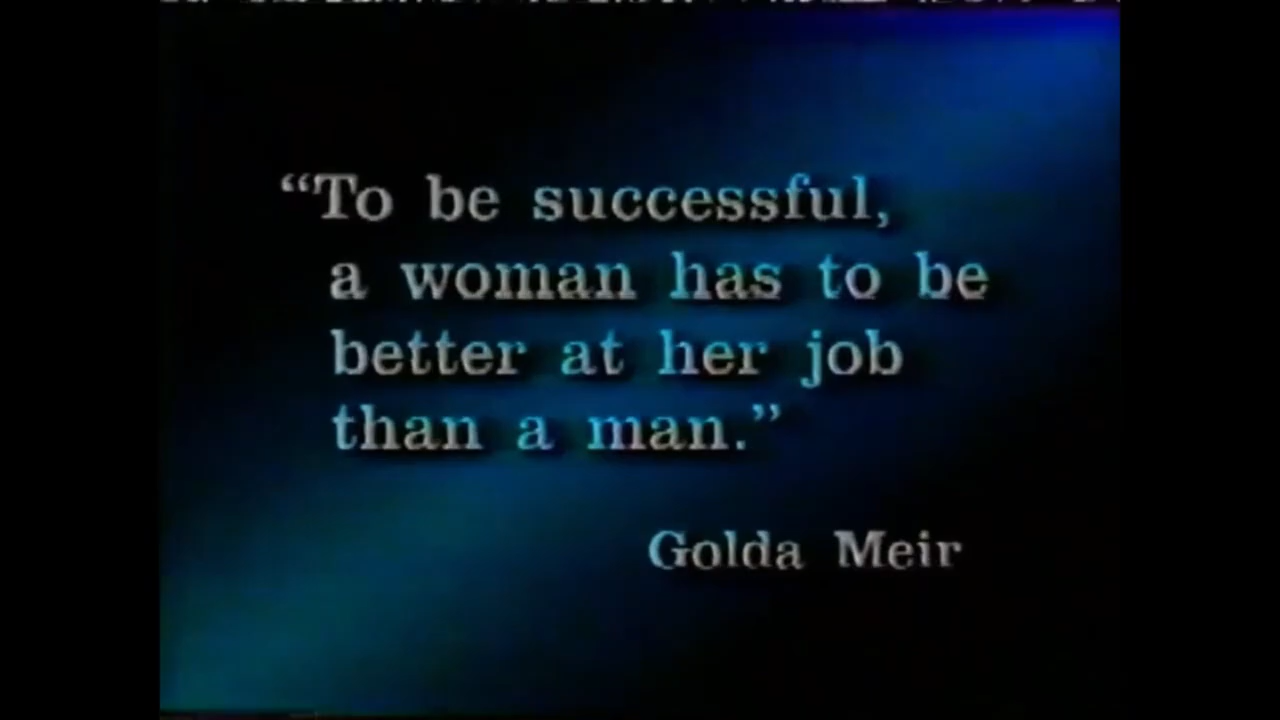 “To be successful,
a woman has to be
better at her job
than a man.”
Golda Meir